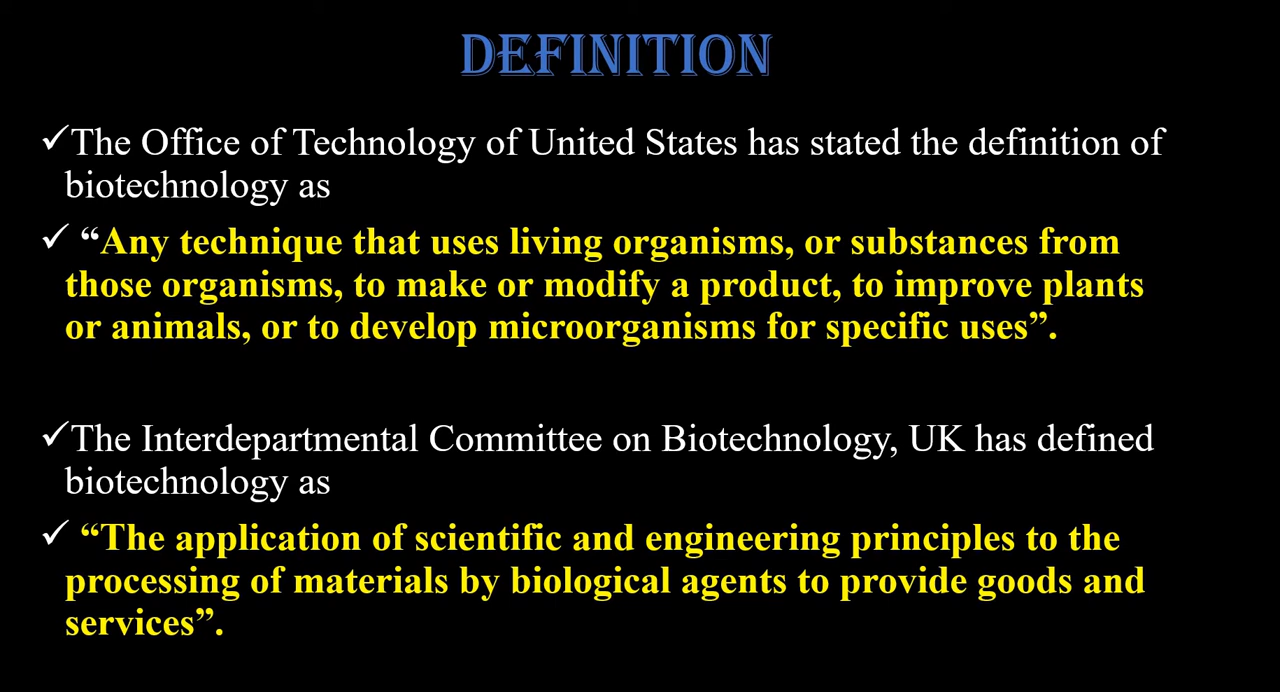 DEFINITION
✓The Office of Technology of United States has stated the definition of
biotechnology as
✓ “Any technique that uses living organisms, or substances from
those organisms, to make or modify a product, to improve plants
or animals, or to develop microorganisms for specific uses”.
✓The Interdepartmental Committee on Biotechnology, UK has defined
biotechnology as
✓ “The application of scientific and engineering principles to the
processing of materials by biological agents to provide goods and
services”.